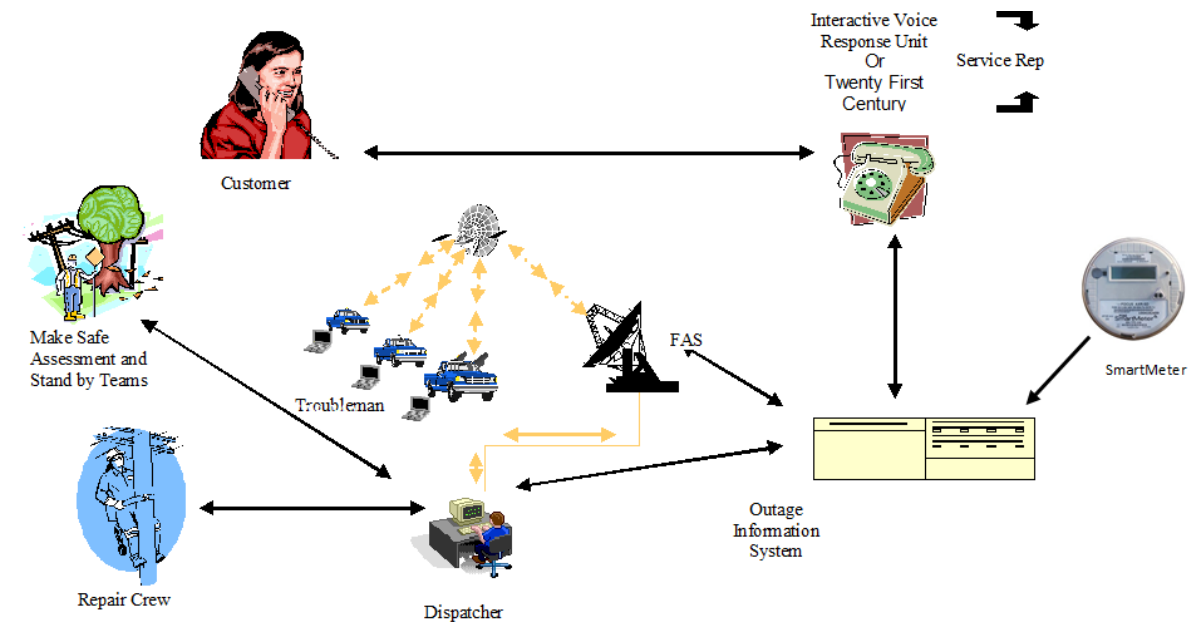 Interactive Voice
Response Unit
Or
Twenty First
Century
Service Rep
Customer
Make Safe
Assessment and
Stand by Teams
FAS
SmartMeter
Troubleman
Outage
Information
System
Repair Crew
Dispatcher